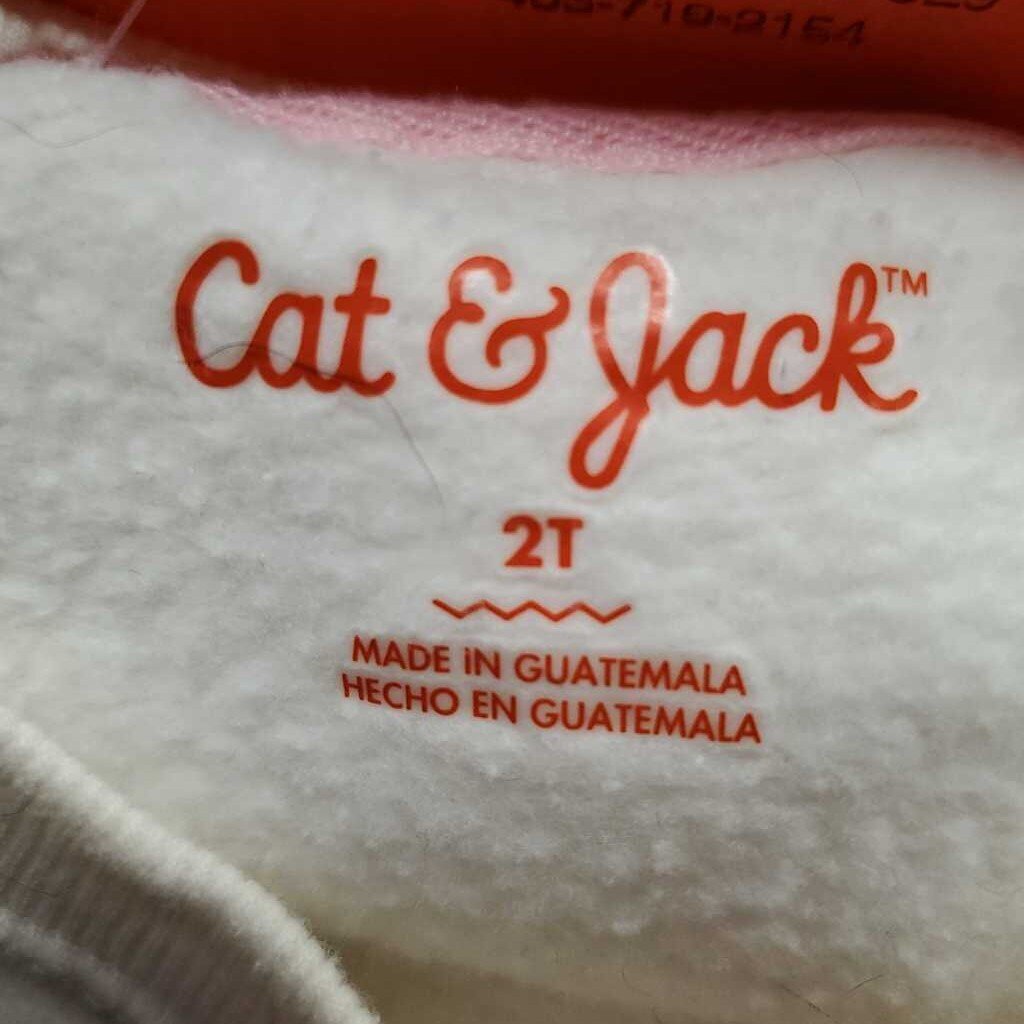 Cat & Jack™
2T
MADE iN GUATEMALA
HECHO EN GUATEMALA